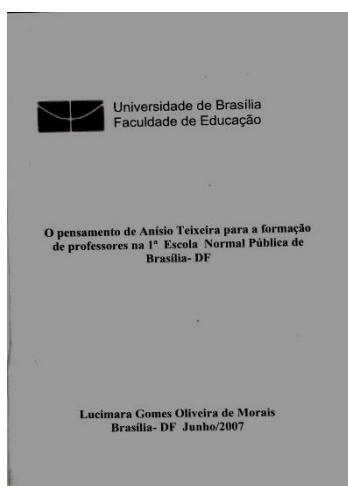 Universidade de Brasília
Faculdade de Educação
O pensamento de Anísio Teixeira para a formação
de professores na 1ª Escola Normal Pública de
Brasília- DF
Lucimara Gomes Oliveira de Morais
Brasília- DF Junho/2007